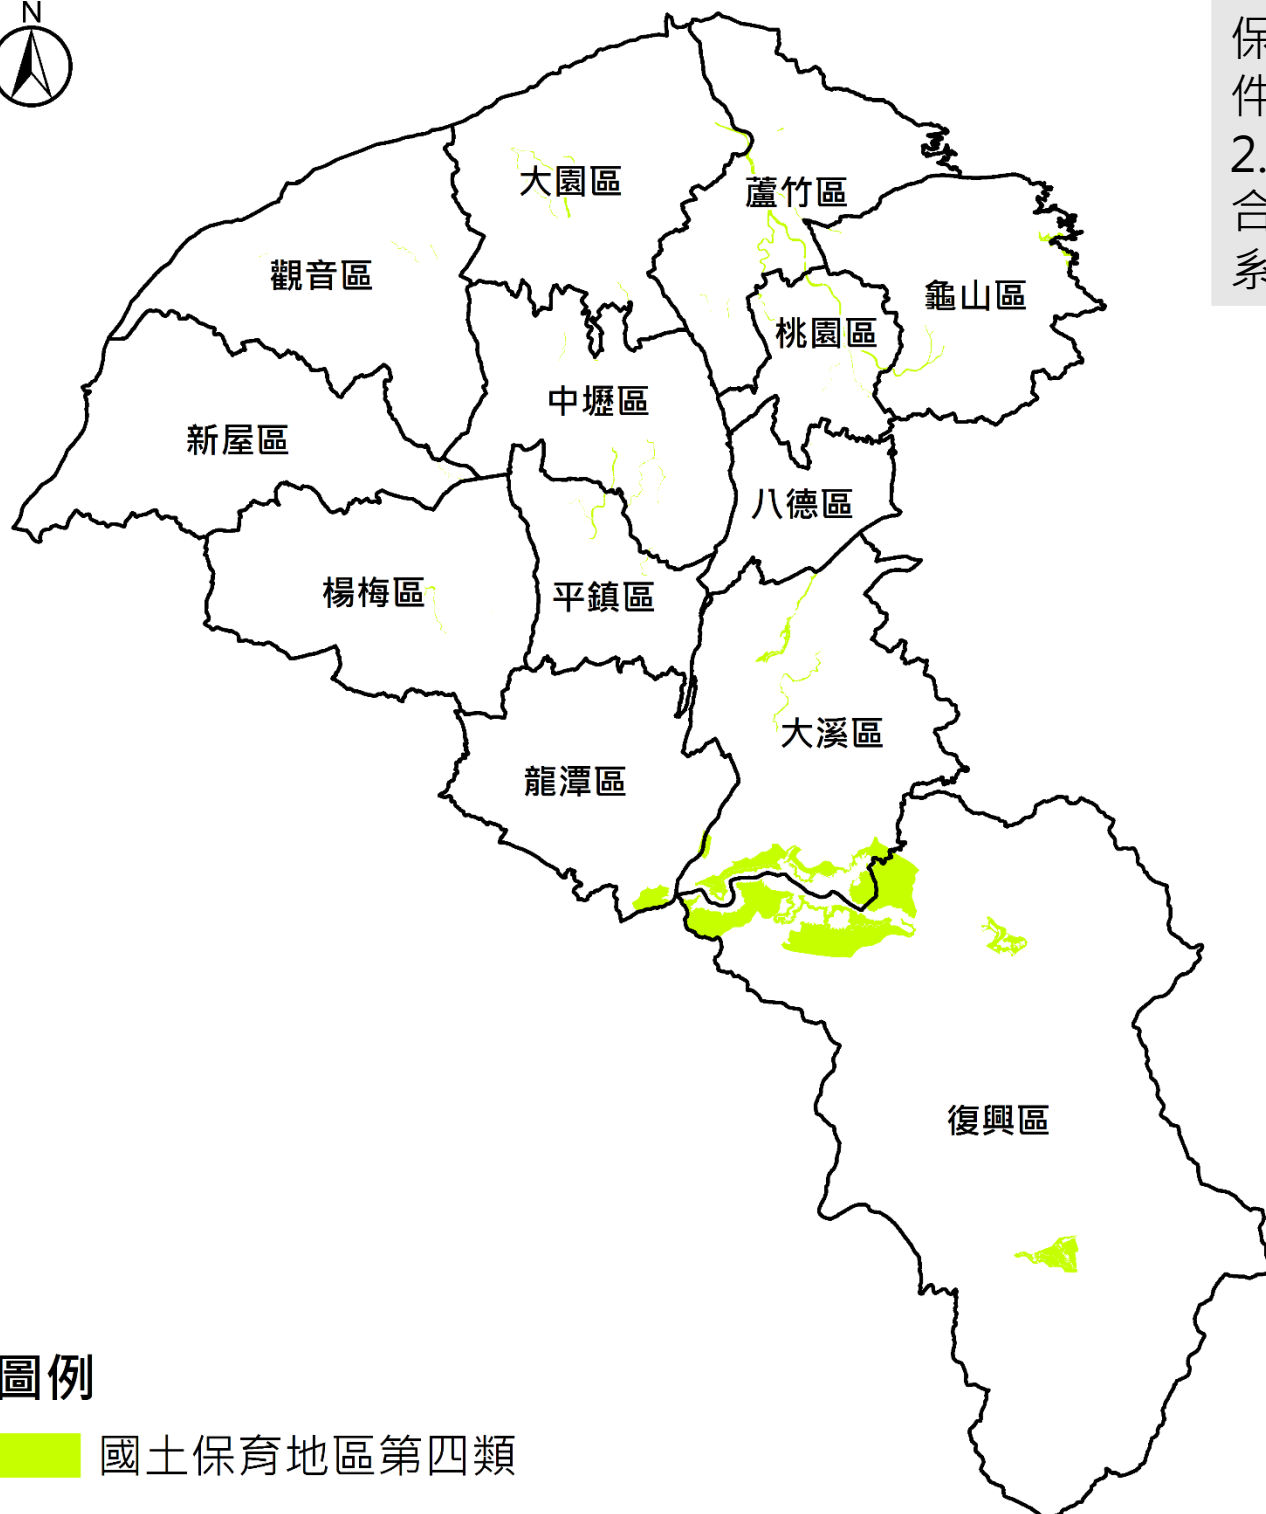 N
保
件
2.
合
系
大園區
蘆竹區
觀音區
龜山區
桃園區
中壢區
新屋區
八德區
楊梅區
平鎮區
大溪區
龍潭區
復興區
圖例
國土保育地區第四類